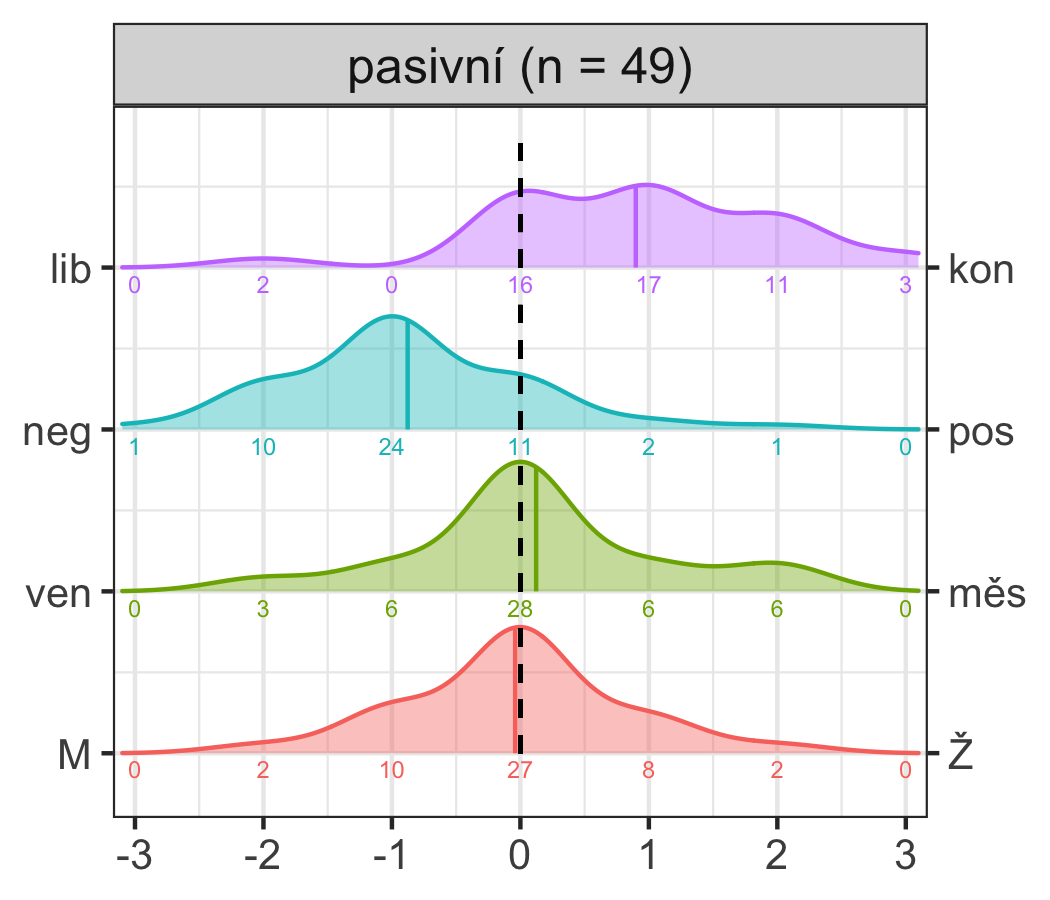 pasivní (n = 49)
lib kon
0 2 0 16 17 11 3
neg pos
1 10 24 11 2 1 0
ven měs
0 3 6 28 6 6 0
M Ž
0 2 10 27 8 2 0
-3 -2 -1 0 1 2 3